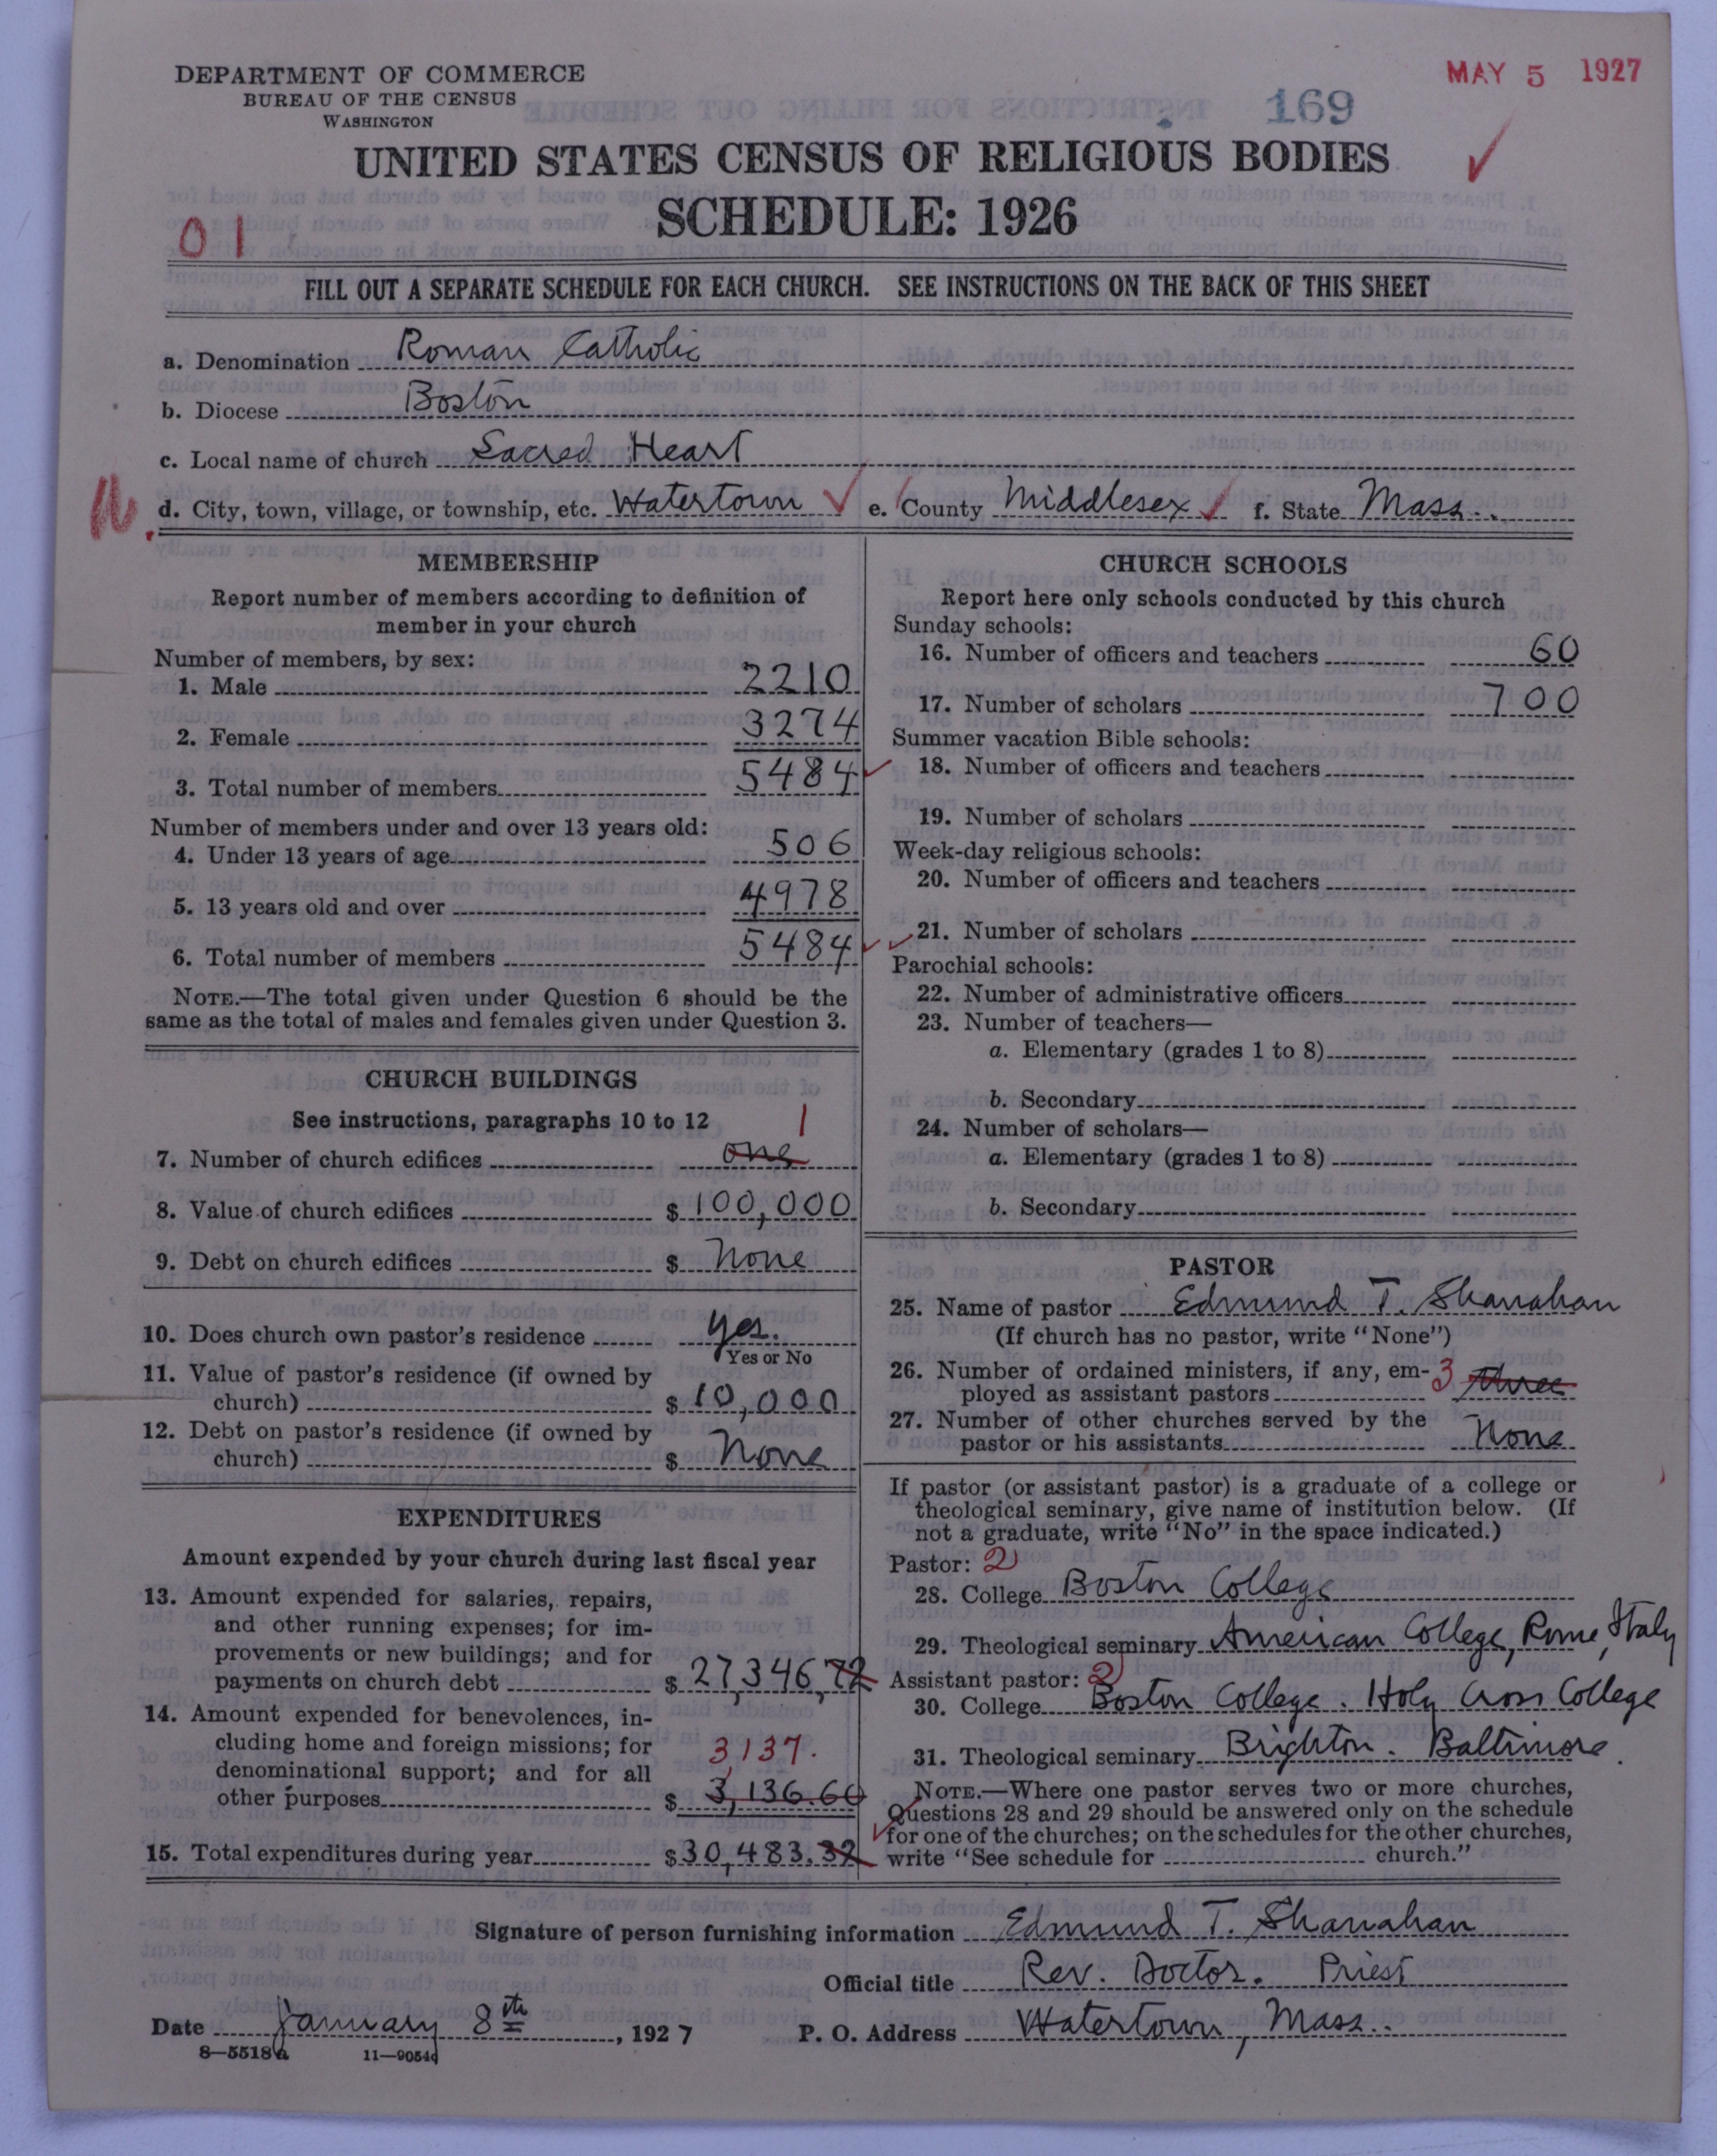 DEPARTMENT OF COMMERCE
BUREAU OF THE CENSUS
WASHINGTON
MAY 5 1927
169
UNITED STATES CENSUS OF RELIGIOUS BODIES
SCHEDULE: 1926
01
FILL OUT A SEPARATE SCHEDULE FOR EACH CHURCH. SEE INSTRUCTIONS ON THE BACK OF THIS SHEET
a. Denomination Roman Catholic
b. Diocese Boston
c. Local name of church Sacred Heart
d. City, town, village, or township, etc. Watertown e. County Middlesex f. State Mass.
MEMBERSHIP
Report number of members according to definition of
member in your church
Number of members, by sex:
1. Male 2210
2. Female 3274
3. Total number of members 5484
Number of members under and over 13 years old:
4. Under 13 years of age 506
5. 13 years old and over 4978
6. Total number of members 5484
NOTE.—The total given under Question 6 should be the
same as the total of males and females given under Question 3.
CHURCH BUILDINGS
See instructions, paragraphs 10 to 12
1
7. Number of church edifices one
8. Value of church edifices $ 100,000
9. Debt on church edifices $ None
10. Does church own pastor's residence yes.
Yes or No
11. Value of pastor's residence (if owned by
church) $ 10,000
12. Debt on pastor's residence (if owned by
church) $ None
EXPENDITURES
Amount expended by your church during last fiscal year
13. Amount expended for salaries, repairs,
and other running expenses; for im-
provements or new buildings; and for
payments on church debt $ 27,346,72
14. Amount expended for benevolences, in-
cluding home and foreign missions; for
denominational support; and for all
3137.
other purposes $ 3,136.60
15. Total expenditures during year $ 30,483.32
CHURCH SCHOOLS
Report here only schools conducted by this church
Sunday schools:
16. Number of officers and teachers 60
17. Number of scholars 700
Summer vacation Bible schools:
18. Number of officers and teachers
19. Number of scholars
Week-day religious schools:
20. Number of officers and teachers
21. Number of scholars
Parochial schools:
22. Number of administrative officers
23. Number of teachers—
a. Elementary (grades 1 to 8)
b. Secondary
24. Number of scholars—
a. Elementary (grades 1 to 8)
b. Secondary
PASTOR
25. Name of pastor Edmund T. Shanahan
(If church has no pastor, write "None")
26. Number of ordained ministers, if any, em-
ployed as assistant pastors 3 three
27. Number of other churches served by the
pastor or his assistants None
If pastor (or assistant pastor) is a graduate of a college or
theological seminary, give name of institution below. (If
not a graduate, write "No" in the space indicated.)
Pastor: 2
28. College Boston College
29. Theological seminary American College, Rome, Italy
Assistant pastor: 2
30. College Boston College. Holy Cross College
31. Theological seminary Brighton. Baltimore.
NOTE.—Where one pastor serves two or more churches,
Questions 28 and 29 should be answered only on the schedule
for one of the churches; on the schedules for the other churches,
write "See schedule for church."
Signature of person furnishing information Edmund T. Shanahan
Official title Rev. Doctor. Priest
Date January 8th, 1927 P. O. Address Watertown, Mass.
8—5518a 11—9054